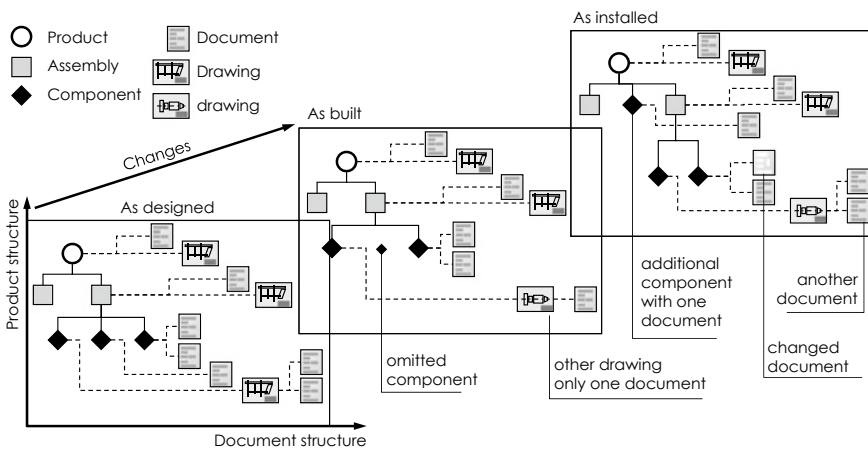 As installed
Product
Document
Assembly
Drawing
Component
drawing
As built
Changes
As designed
Product structure
additional
component
with one
document
another
document
omitted
component
other drawing
only one document
changed
document
Document structure